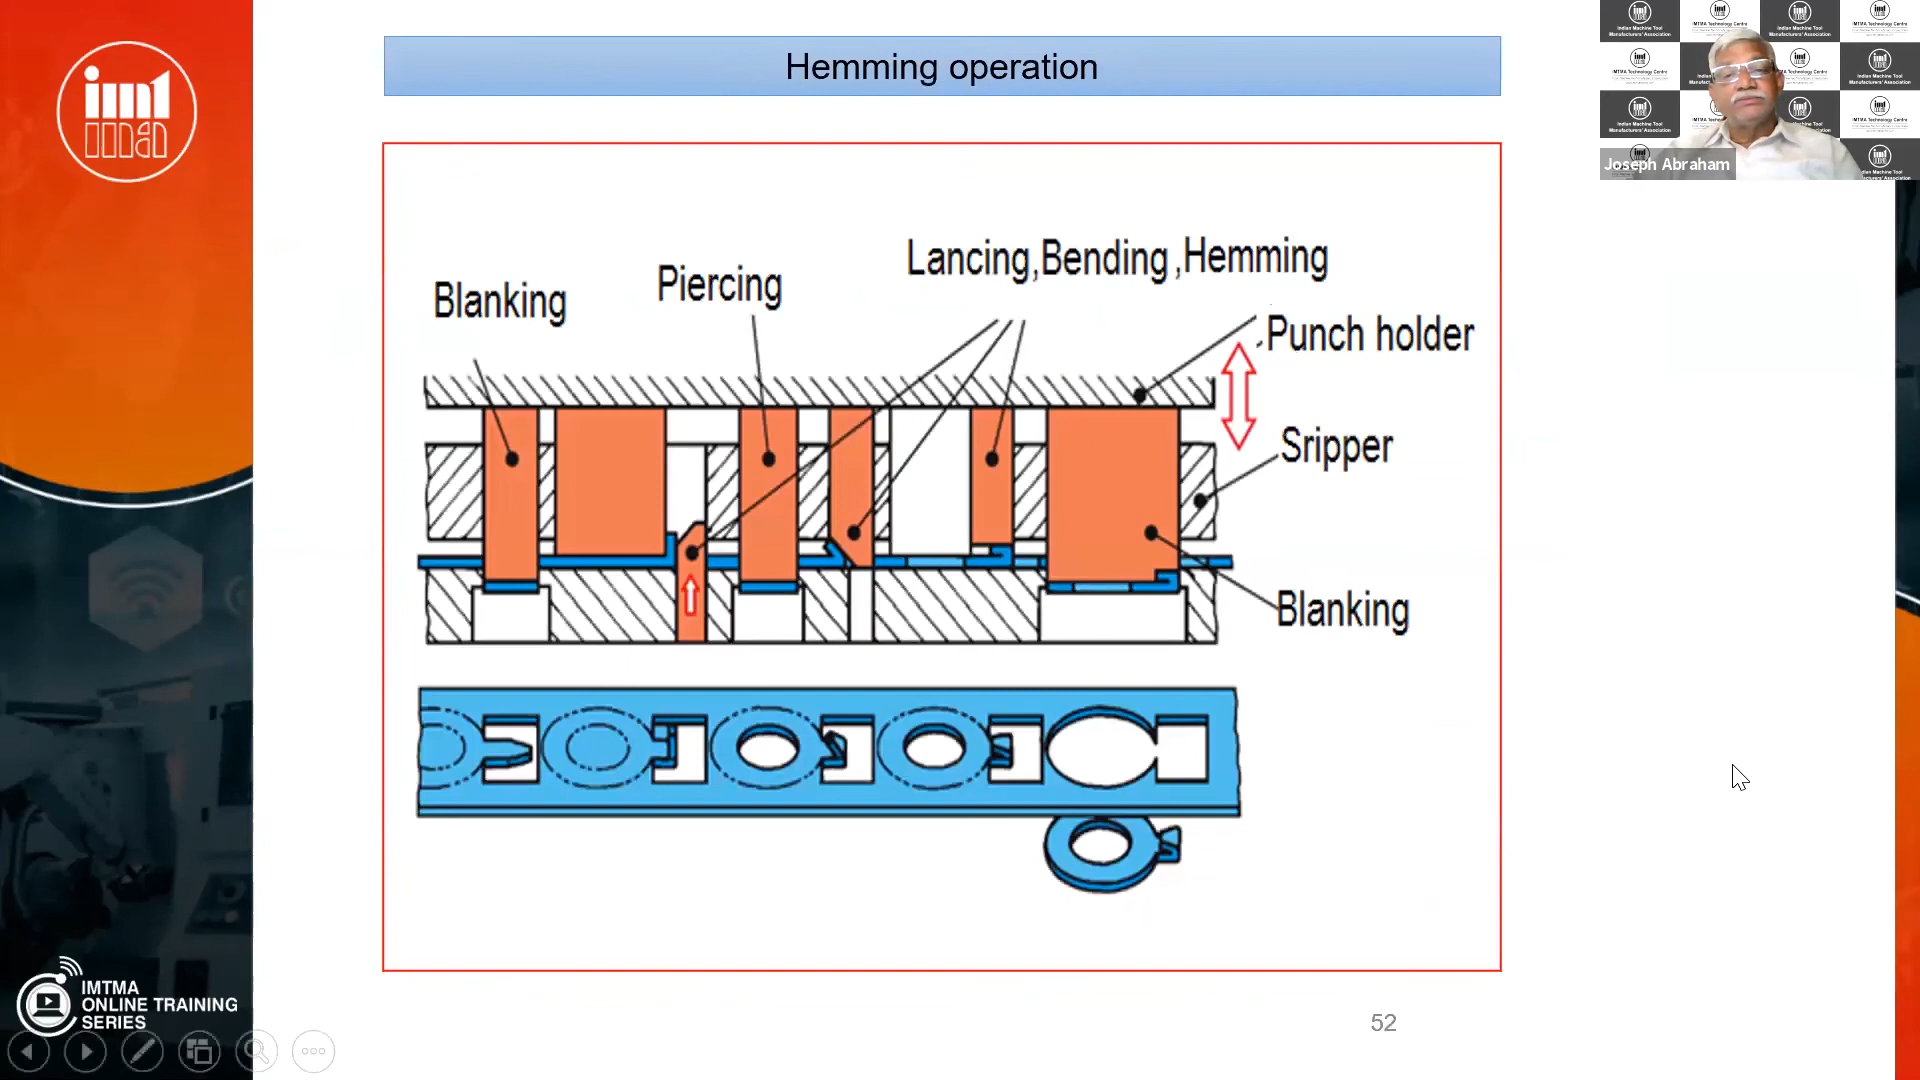 Hemming operation
Indian Machine Tool
Manufacturers' Association
IMTMA Technology Centre
Joseph Abraham
Lancing,Bending ,Hemming
Piercing
Blanking
Punch holder
Sripper
Blanking
IMTMA
ONLINE TRAINING
SERIES
52